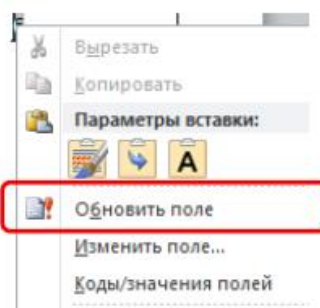 Вырезать
Копировать
Параметры вставки:
A
Обновить поле
Изменить поле...
Коды/значения полей